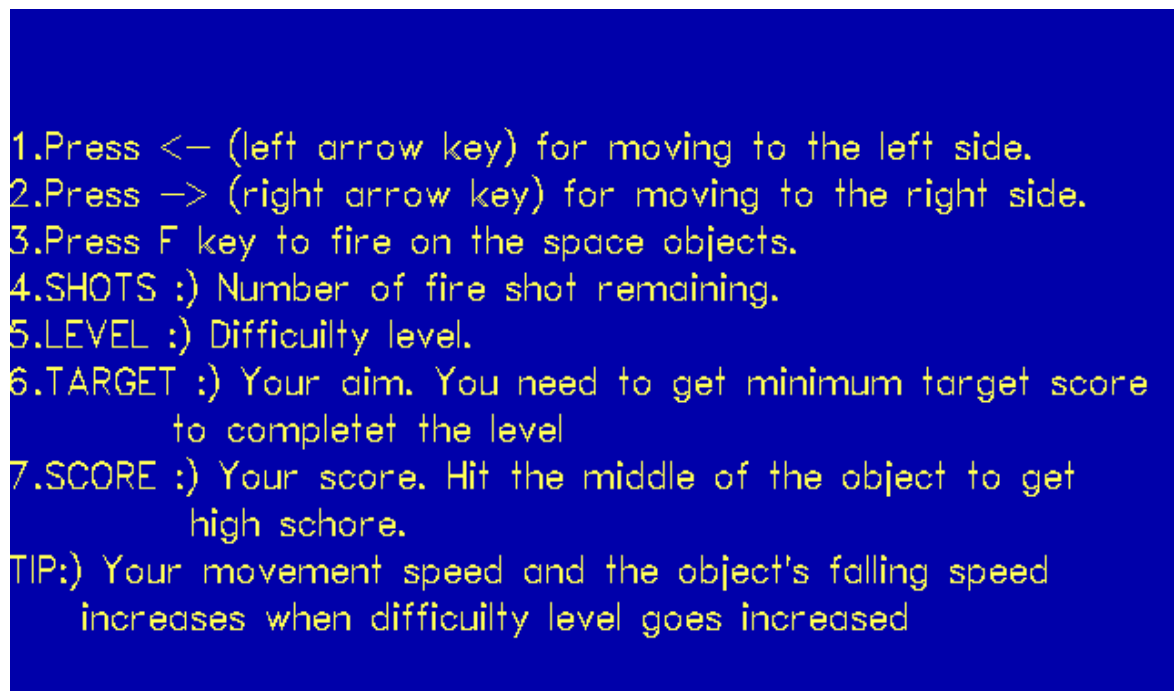 1.Press <— (left arrow key) for moving to the left side.
2.Press —> (right arrow key) for moving to the right side.
3.Press F key to fire on the space objects.
4.SHOTS :) Number of fire shot remaining.
5.LEVEL :) Difficuilty level.
6.TARGET :) Your aim. You need to get minimum target score
to completet the level
7.SCORE :) Your score. Hit the middle of the object to get
high schore.
TIP:) Your movement speed and the object's falling speed
increases when difficuilty level goes increased